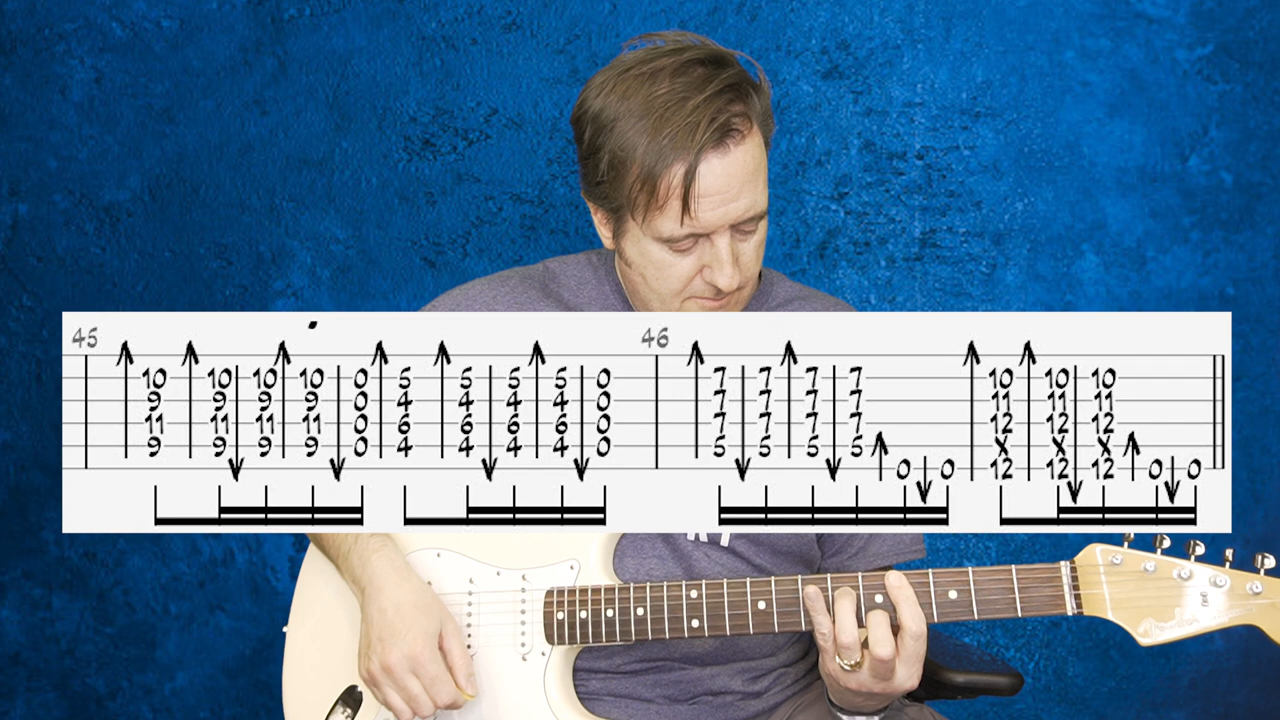 45 46
10 10 10 10 0 5 5 5 5 0 7 7 7 7 10 10 10
9 9 9 9 0 4 4 4 4 0 7 7 7 7 11 11 11
11 11 11 11 0 6 6 6 6 0 7 7 7 7 12 12 12
9 9 9 9 0 4 4 4 4 0 5 5 5 5 X X X
0 0 12 12 12 0 0